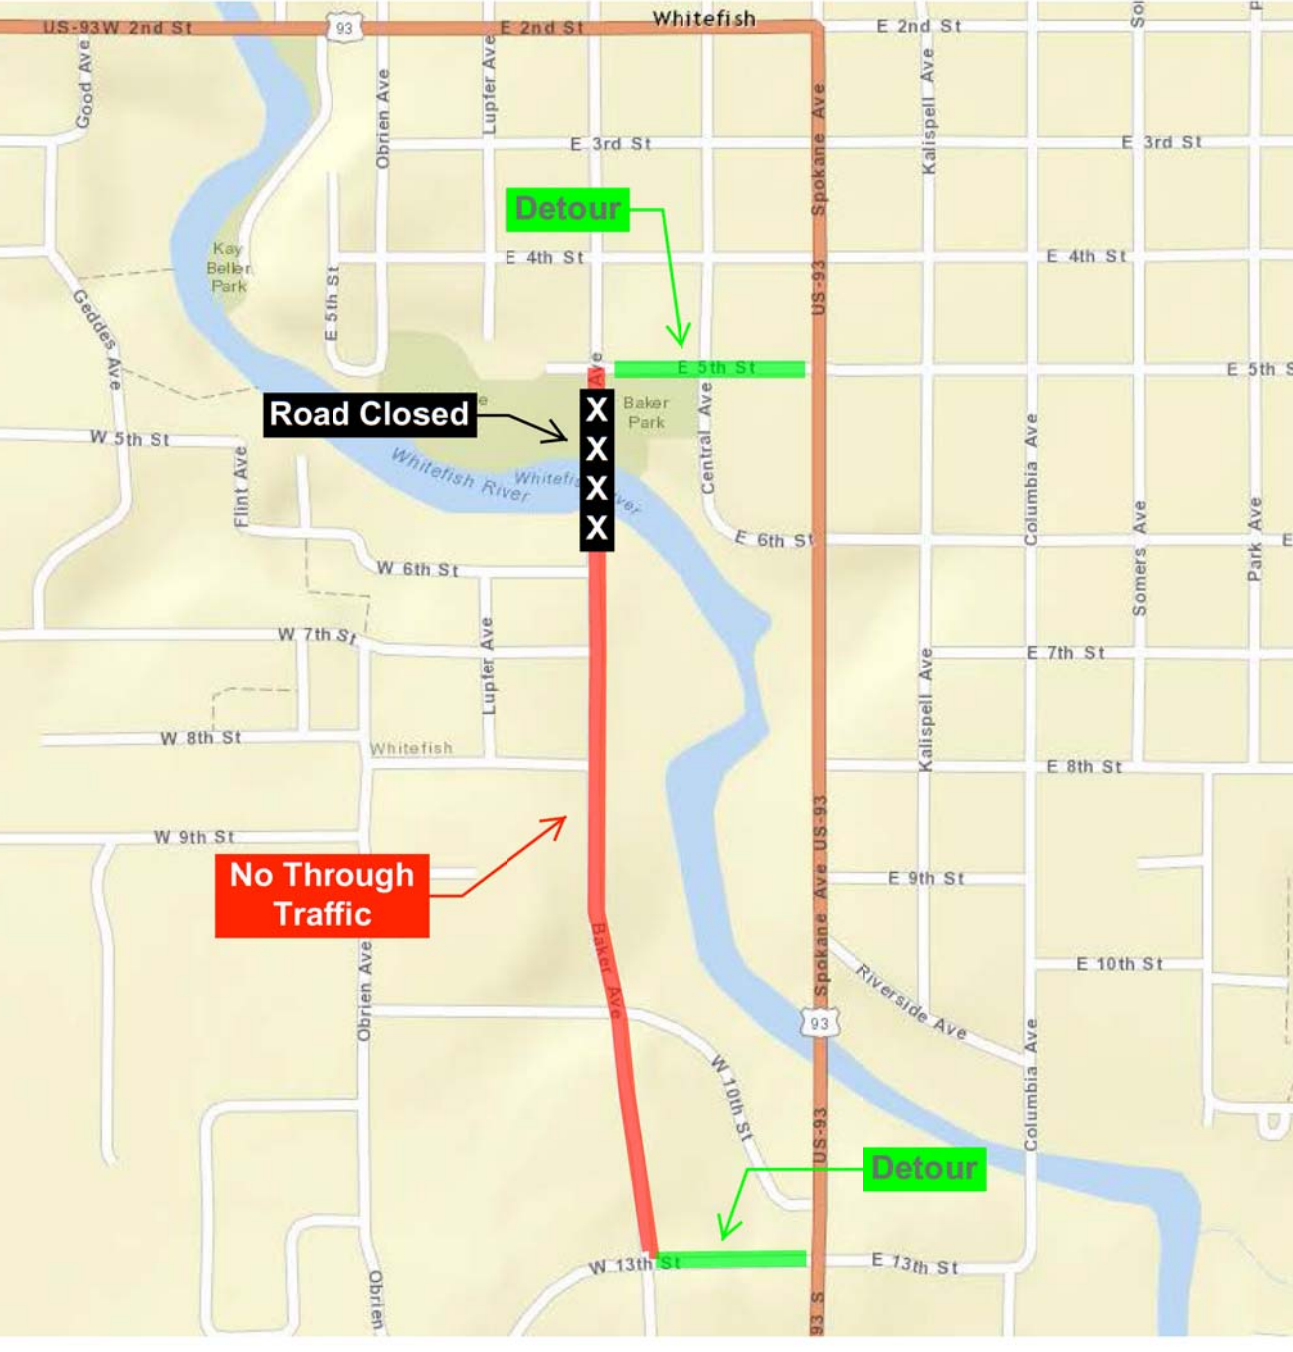 Whitefish
US-93W 2nd St
93
E 2nd St
E 2nd St
Good Ave
Obrien Ave
Lupfer Ave
Spokane Ave
Kalispell Ave
E 3rd St
E 3rd St
Detour
Kay
Beller
Park
E 4th St
E 4th St
E 5th St
US-93
Geddes Ave
Ave
E 5th St
E 5th S
Road Closed
X
X
X
X
Baker
Park
Central Ave
Columbia Ave
W 5th St
Flint Ave
Whitefish River
E 6th St
Somers Ave
Park Ave
W 6th St
W 7th St
Lupfer Ave
Kalispell Ave
E 7th St
W 8th St
Whitefish
E 8th St
W 9th St
Spokane Ave US-93
No Through
Traffic
E 9th St
Baker Ave
Obrien Ave
Riverside Ave
E 10th St
93
W 10th St
Columbia Ave
US-93
Detour
W 13th St
E 13th St
Obrien
93 S